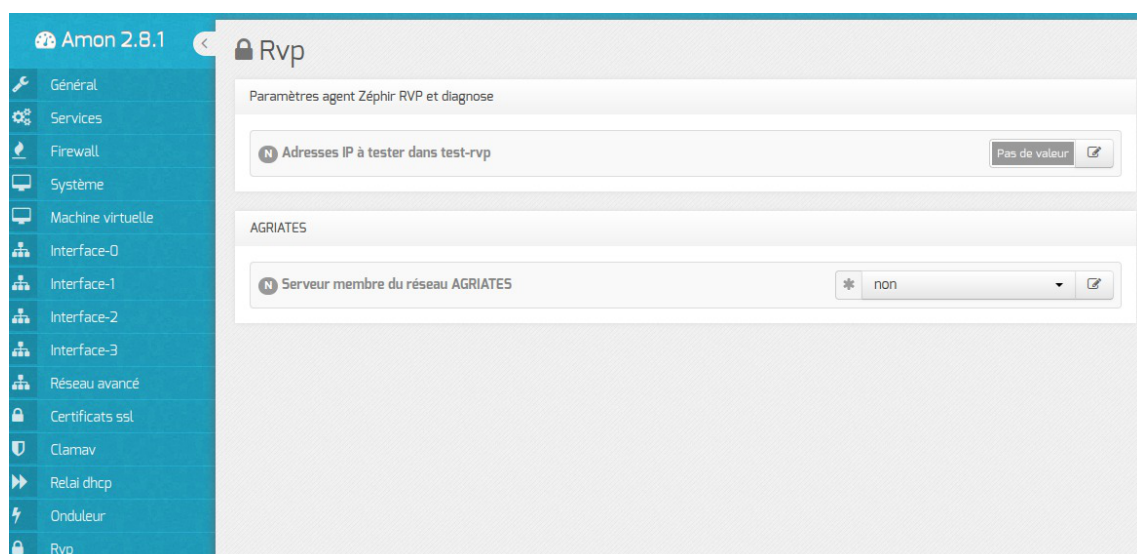 Amon 2.8.1
Général
Services
Firewall
Système
Machine virtuelle
Interface-0
Interface-1
Interface-2
Interface-3
Réseau avancé
Certificats ssl
Clamav
Relai dhcp
Onduleur
Rvp
Rvp
Paramètres agent Zéphir RVP et diagnose
N Adresses IP à tester dans test-rvp Pas de valeur
AGRIATES
N Serveur membre du réseau AGRIATES * non